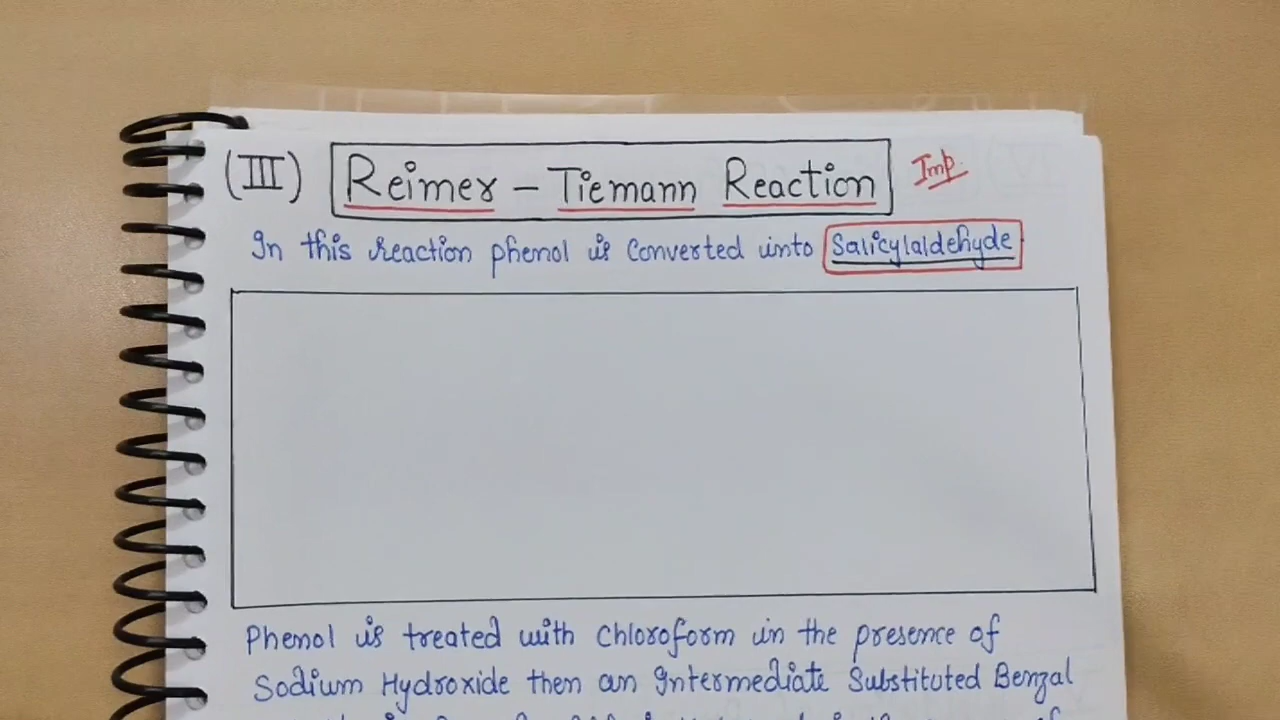 (III) Reimer - Tiemann Reaction Imp.
In this reaction phenol is Converted into Salicylaldehyde
Phenol is treated with Chloroform in the presence of
Sodium Hydroxide then an Intermediate Substituted Benzal